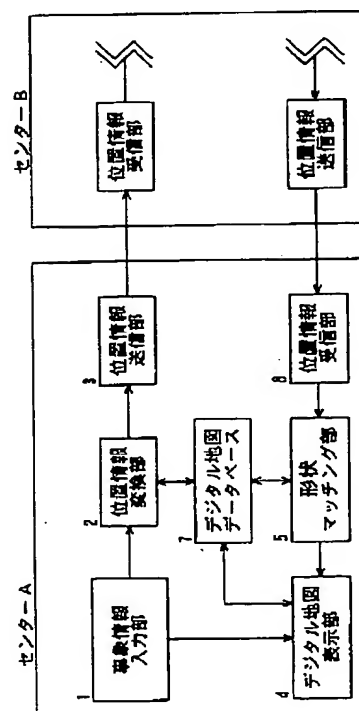 センターA
1
事象情報
入力部
2
位置情報
変換部
3
位置情報
送信部
4
デジタル地図
表示部
5
形状
マッチング部
7
デジタル地図
データベース
8
位置情報
受信部
センターB
位置情報
受信部
位置情報
送信部